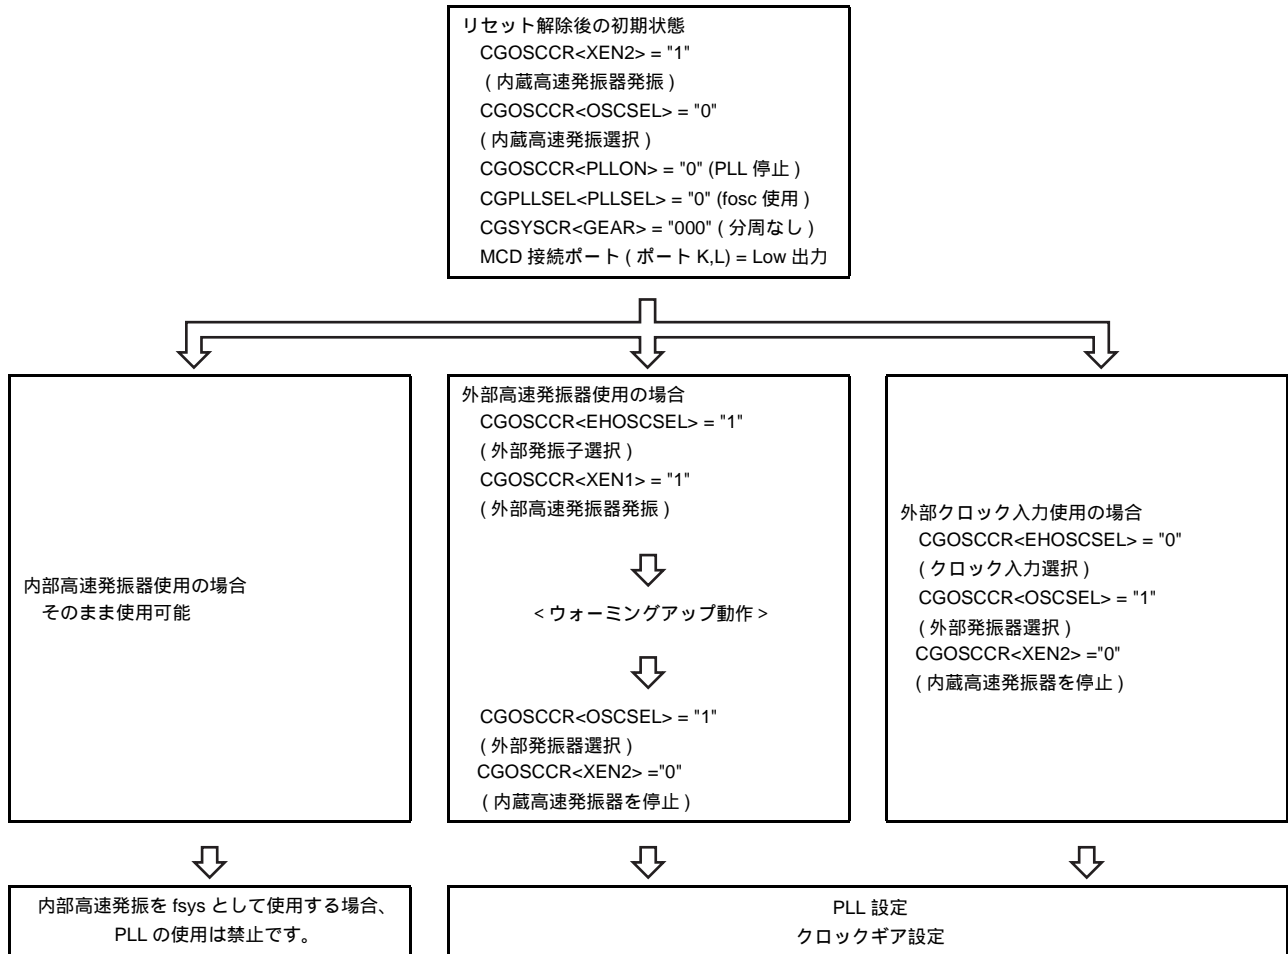 リセット解除後の初期状態
CGOSCCR<XEN2> = "1"
( 内蔵高速発振器発振 )
CGOSCCR<OSCSEL> = "0"
( 内蔵高速発振選択 )
CGOSCCR<PLLON> = "0" (PLL 停止 )
CGPLLSEL<PLLSEL> = "0" (fosc 使用 )
CGSYSCR<GEAR> = "000" ( 分周なし )
MCD 接続ポート ( ポート K,L) = Low 出力
内部高速発振器使用の場合
そのまま使用可能
外部高速発振器使用の場合
CGOSCCR<EHOSCSEL> = "1"
( 外部発振子選択 )
CGOSCCR<XEN1> = "1"
( 外部高速発振器発振 )
< ウォーミングアップ動作 >
CGOSCCR<OSCSEL> = "1"
( 外部発振器選択 )
CGOSCCR<XEN2> ="0"
( 内蔵高速発振器を停止 )
外部クロック入力使用の場合
CGOSCCR<EHOSCSEL> = "0"
( クロック入力選択 )
CGOSCCR<OSCSEL> = "1"
( 外部発振器選択 )
CGOSCCR<XEN2> ="0"
( 内蔵高速発振器を停止 )
内部高速発振を fsys として使用する場合、
PLL の使用は禁止です。
PLL 設定
クロックギア設定